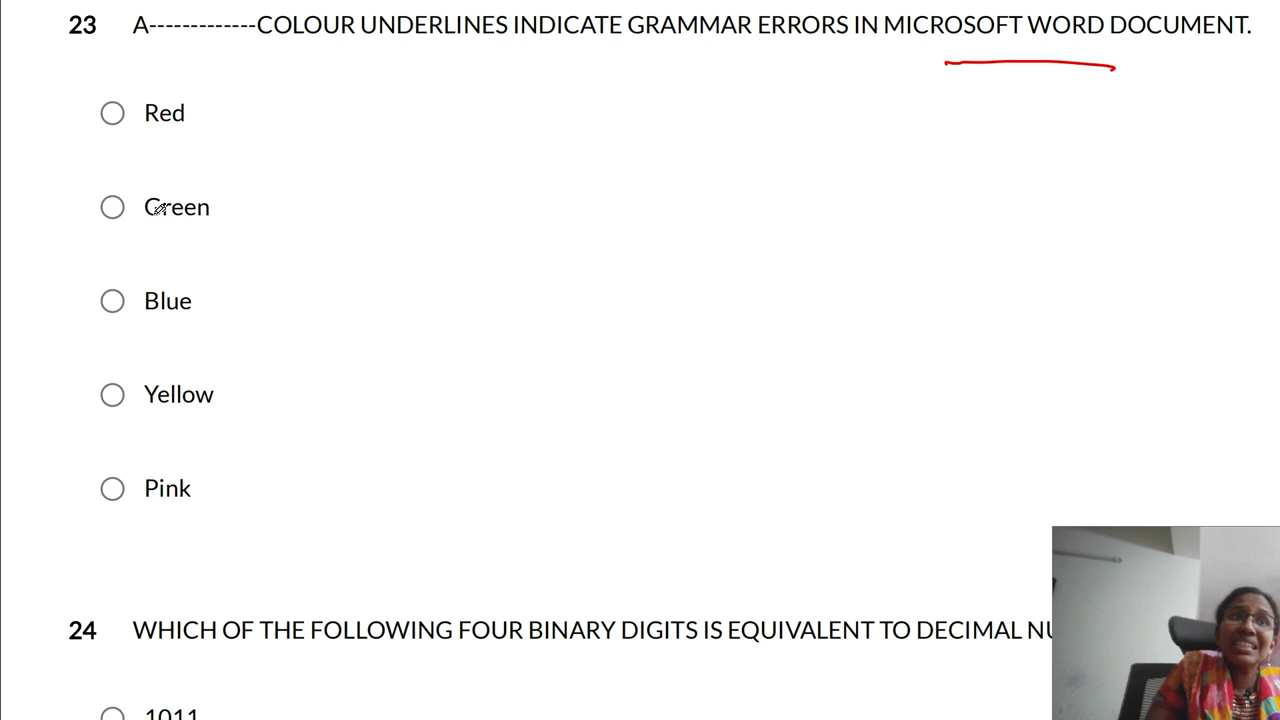 23 A-------------COLOUR UNDERLINES INDICATE GRAMMAR ERRORS IN MICROSOFT WORD DOCUMENT.
Red
Green
Blue
Yellow
Pink
24 WHICH OF THE FOLLOWING FOUR BINARY DIGITS IS EQUIVALENT TO DECIMAL
1011